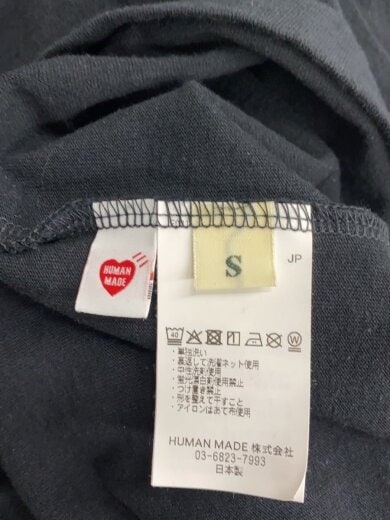 HUMAN
MADE
S
JP
40
W
・単独洗い
・裏返して洗濯ネット使用
・中性洗剤使用
・蛍光漂白剤使用禁止
・つけ置き禁止
・形を整えて干すこと
・アイロンはあて布使用
HUMAN MADE 株式会社
03-6823-7993
日本製